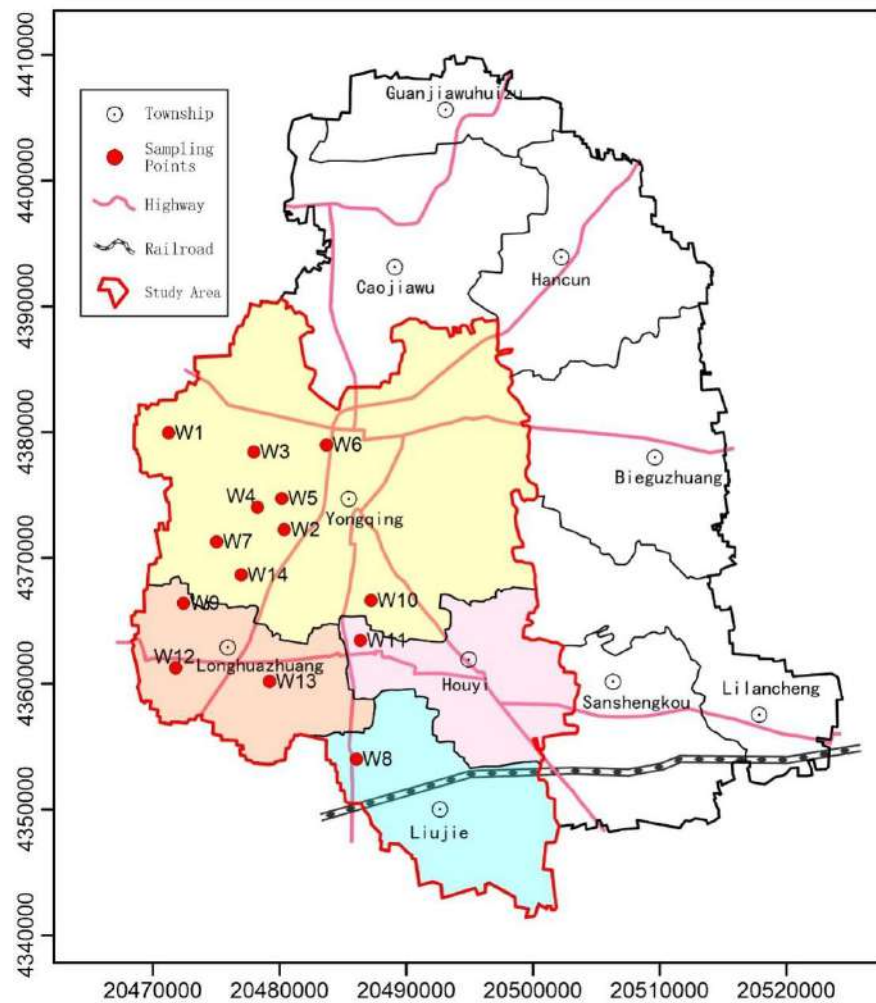 4410000
4400000
4390000
4380000
4370000
4360000
4350000
4340000
Township
Sampling
Points
Highway
Railroad
Study Area
Guanjiawuhuizu
Caojiawu
Hancun
W1
W3
W6
Bieguzhuang
W4
W5
Yongqing
W2
W7
W14
W9
W10
W11
W12
Longhuazhuang
W13
Houyi
Sanshengkou
Lilancheng
W8
Liujie
20470000 20480000 20490000 20500000 20510000 20520000